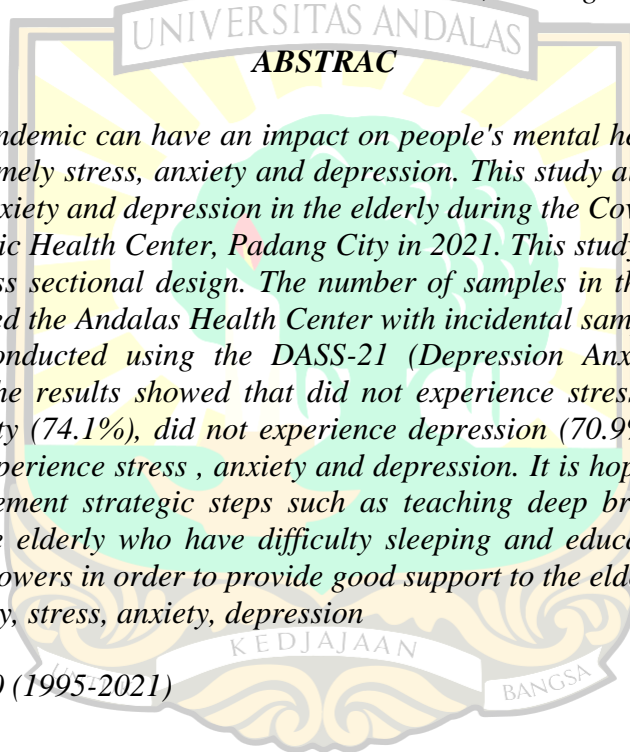 UNIVERSITAS ANDALAS
ABSTRAC
ndemic can have an impact on people's mental he
mely stress, anxiety and depression. This study a
xiety and depression in the elderly during the Cov
ic Health Center, Padang City in 2021. This study
ss sectional design. The number of samples in th
ed the Andalas Health Center with incidental sam
onducted using the DASS-21 (Depression Anx
he results showed that did not experience stress
ty (74.1%), did not experience depression (70.9%
perience stress , anxiety and depression. It is hop
ement strategic steps such as teaching deep br
e elderly who have difficulty sleeping and educa
lowers in order to provide good support to the elde
y, stress, anxiety, depression
KEDJAJAAN
UNTUK BANGSA
0 (1995-2021)